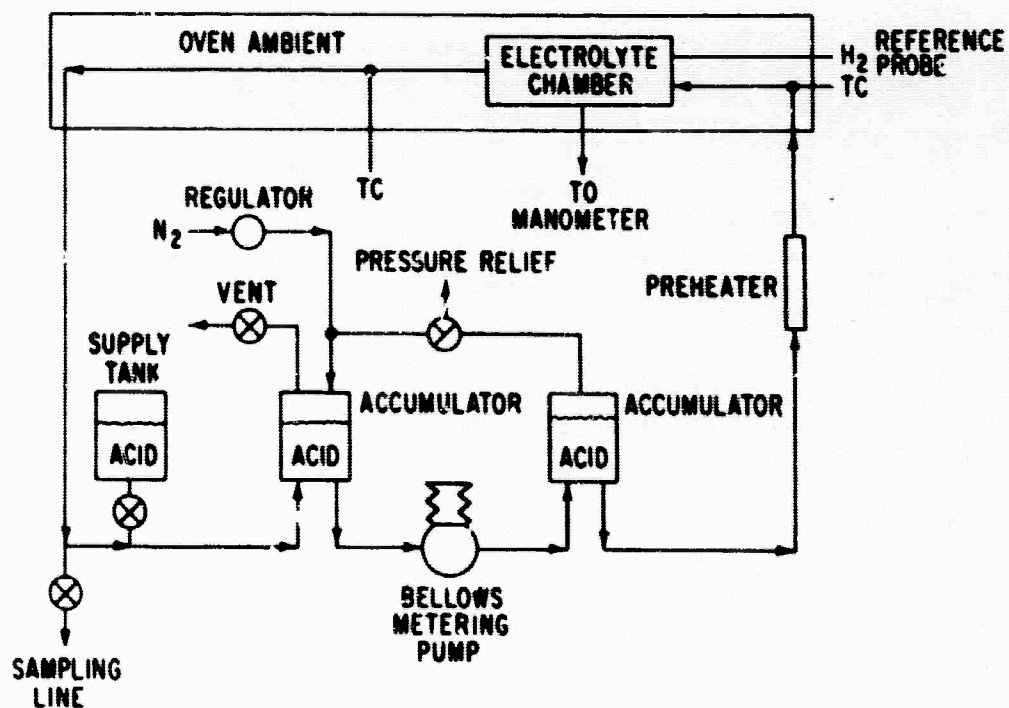 OVEN AMBIENT
ELECTROLYTE
CHAMBER
H2 REFERENCE
PROBE
TC
TC
TO
MANOMETER
REGULATOR
N2
PRESSURE RELIEF
PREHEATER
VENT
SUPPLY
TANK
ACCUMULATOR
ACCUMULATOR
ACID
ACID
ACID
BELLOWS
METERING
PUMP
SAMPLING
LINE